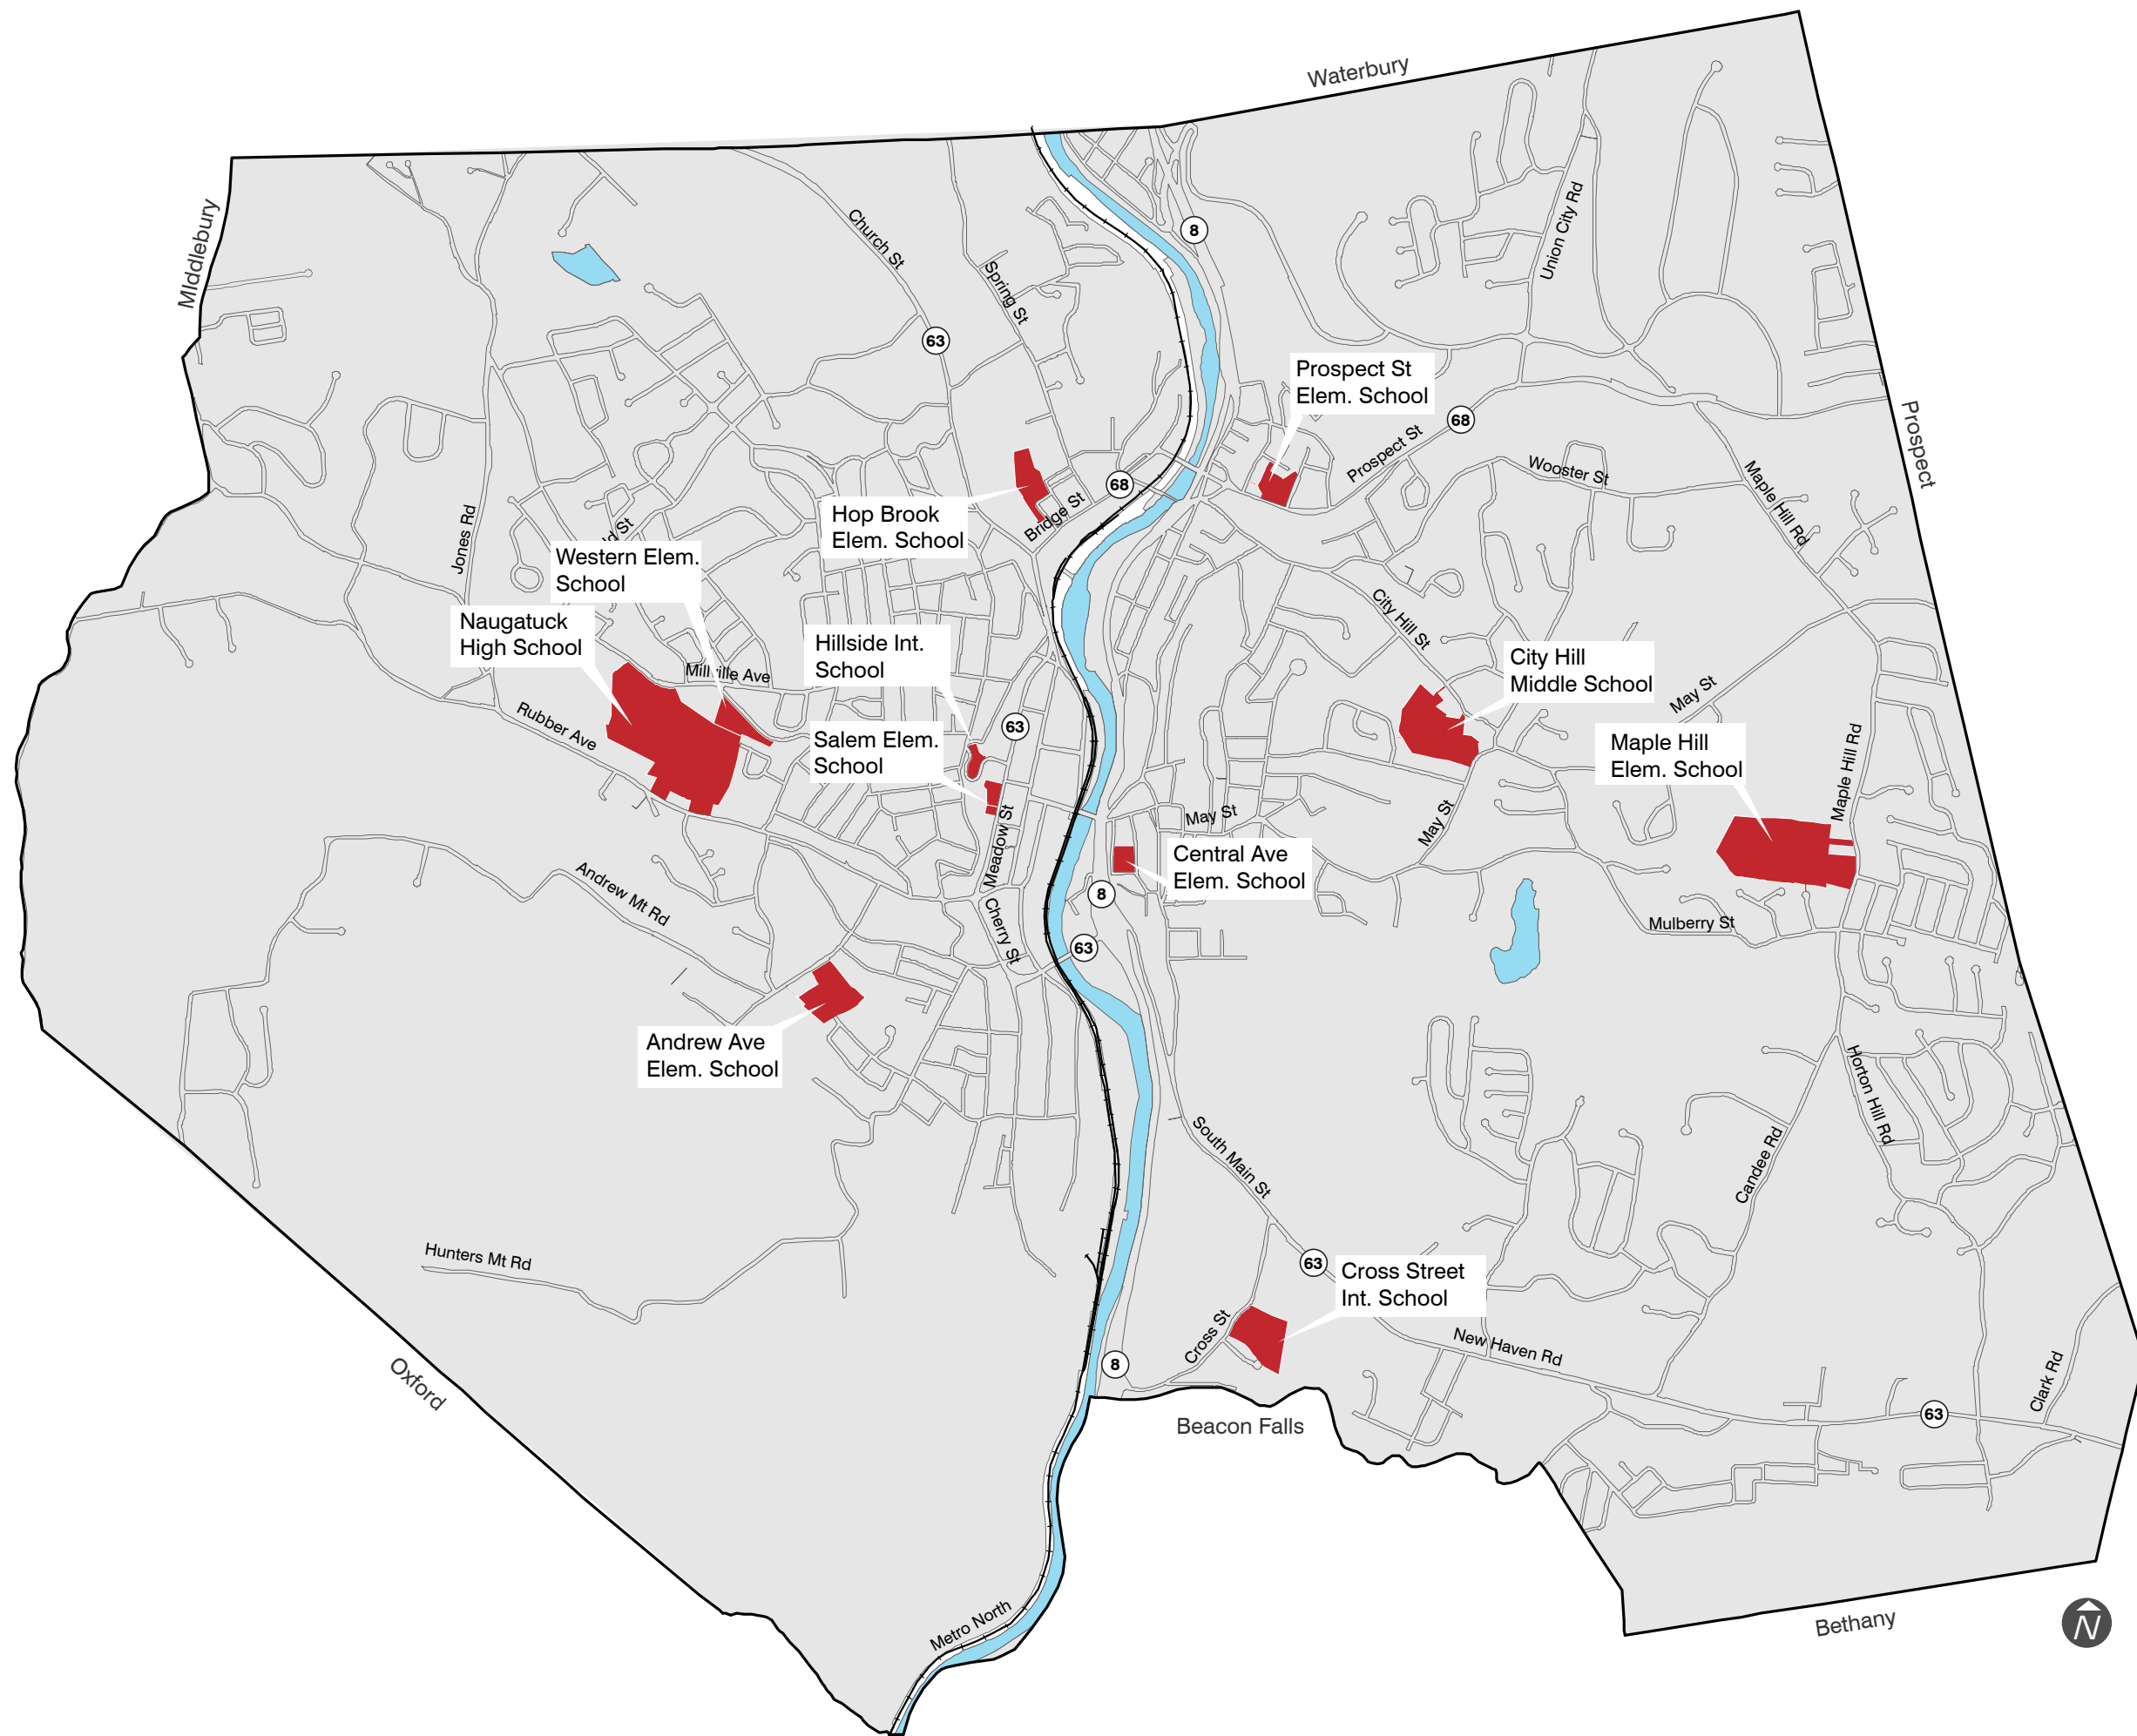 Waterbury
MIddlebury
Church St
Spring St
8
Union City Rd
63
Prospect St
Elem. School
68
Prospect
Prospect St
Wooster St
Maple Hill Rd
68
Hop Brook
Elem. School
Bridge St
Jones Rd
St
Western Elem.
School
Naugatuck
High School
City Hill St
Hillside Int.
School
City Hill
Middle School
Millville Ave
May St
Rubber Ave
63
Salem Elem.
School
Maple Hill
Elem. School
Maple Hill Rd
May St
May St
Meadow St
Central Ave
Elem. School
Andrew Mt Rd
8
Cherry St
Mulberry St
63
Andrew Ave
Elem. School
Horton Hill Rd
South Main St
Candee Rd
Hunters Mt Rd
63
Cross Street
Int. School
Cross St
New Haven Rd
8
Oxford
Clark Rd
63
Beacon Falls
Metro North
Bethany
N